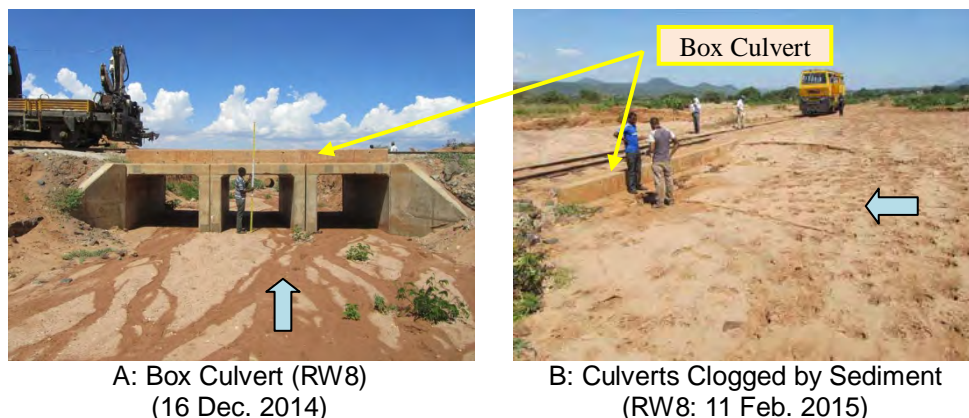 Box Culvert
A: Box Culvert (RW8)
(16 Dec. 2014)
B: Culverts Clogged by Sediment
(RW8: 11 Feb. 2015)